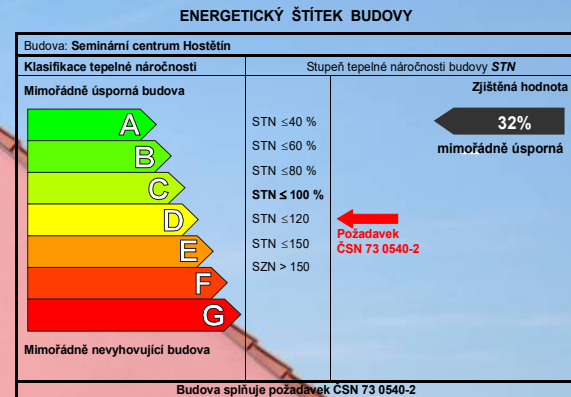 ENERGETICKÝ ŠTÍTEK BUDOVY
Budova: Seminární centrum Hostětín
Klasifikace tepelné náročnosti
Stupeň tepelné náročnosti budovy STN
Mimořádně úsporná budova
Zjištěná hodnota
A
STN ≤40 %
32%
B
STN ≤60 %
mimořádně úsporná
C
STN ≤80 %
STN ≤ 100 %
D
STN ≤120
Požadavek
ČSN 73 0540-2
E
STN ≤150
F
SZN > 150
G
Mimořádně nevyhovující budova
Budova splňuje požadavek ČSN 73 0540-2